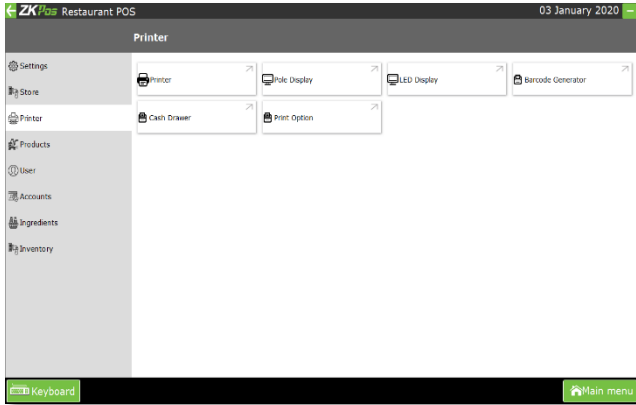 ZKPos Restaurant POS 03 January 2020
Printer
Settings
Store
Printer
Products
User
Accounts
Ingredients
Inventory
Printer Pole Display LED Display Barcode Generator
Cash Drawer Print Option
Keyboard Main menu